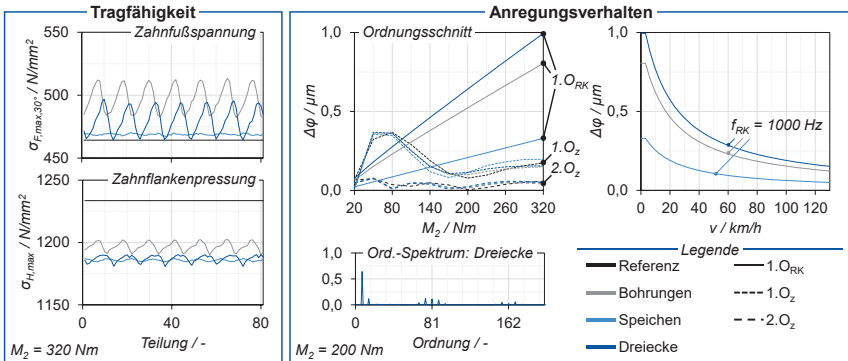 Tragfähigkeit
Zahnfußspannung
σF,max,30° / N/mm²
550
500
450
Zahnflankenpressung
σH,max / N/mm²
1250
1200
1150
0 40 80
Teilung / -
M2 = 320 Nm
Anregungsverhalten
Ordnungsschnitt
Δφ / µm
1,0
0,5
0,0
20 80 140 200 260 320
M2 / Nm
1.ORK
1.Oz
2.Oz
Ord.-Spektrum: Dreiecke
1,0
0,5
0,0
0 81 162
Ordnung / -
M2 = 200 Nm
Δφ / µm
1,0
0,5
0,0
0 20 40 60 80 100 120
v / km/h
fRK = 1000 Hz
Legende
Referenz
Bohrungen
Speichen
Dreiecke
1.ORK
1.Oz
2.Oz